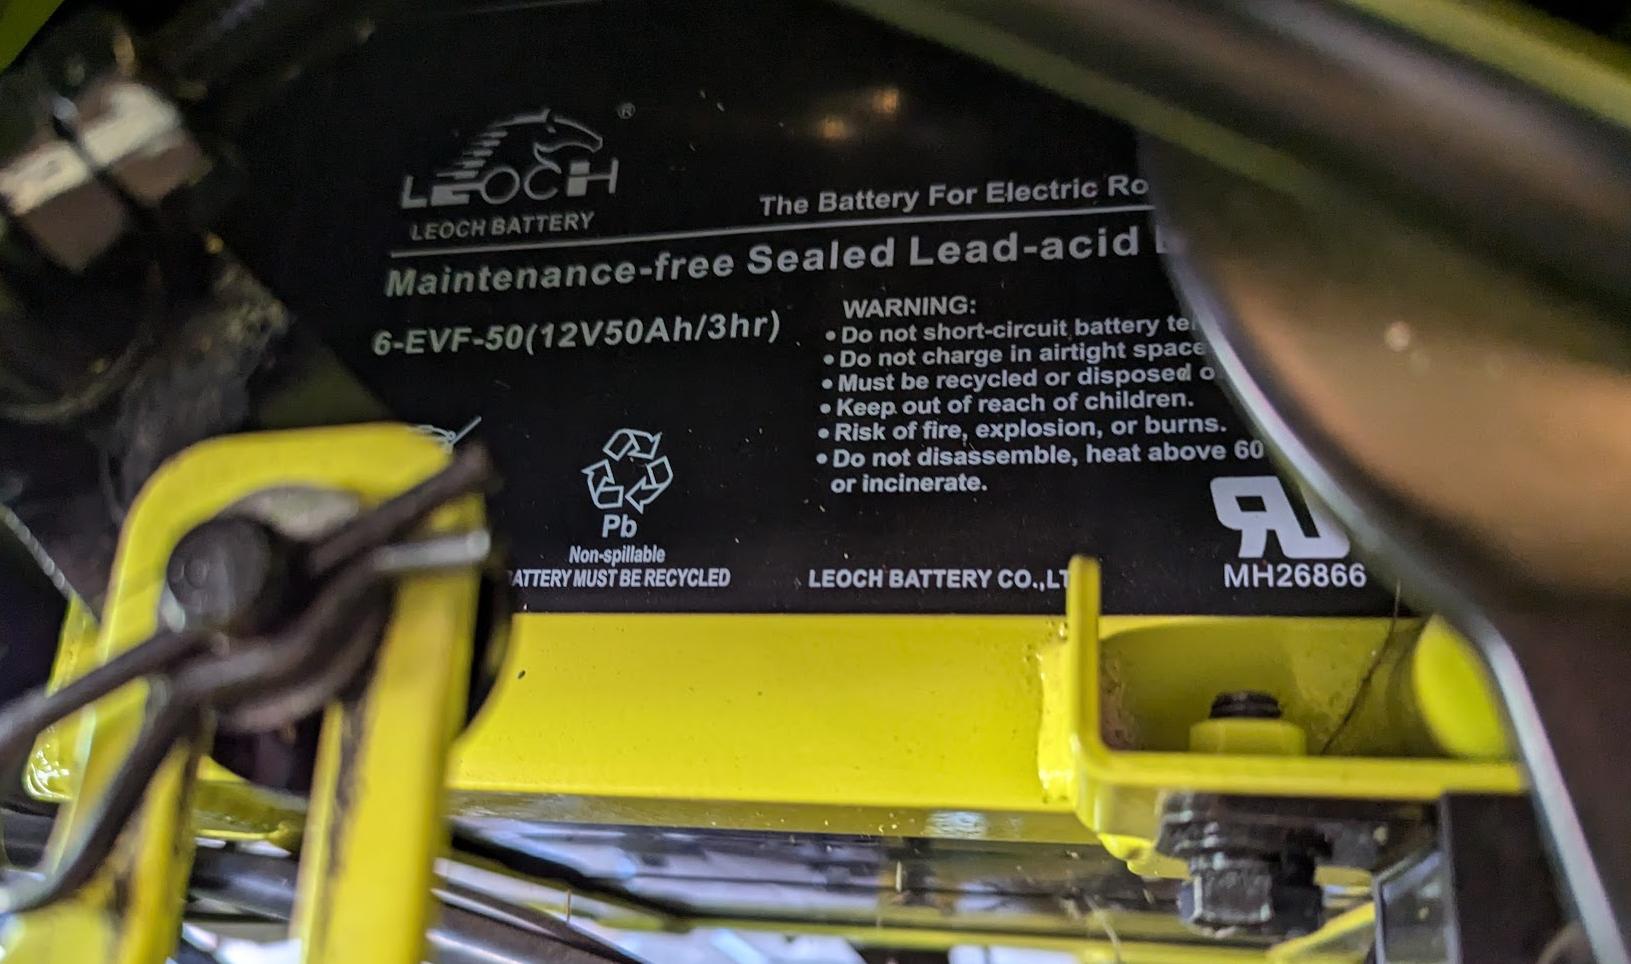 LEOCH ®
LEOCH BATTERY
The Battery For Electric Ro
Maintenance-free Sealed Lead-acid
6-EVF-50(12V50Ah/3hr)
WARNING:
• Do not short-circuit battery te
• Do not charge in airtight space
• Must be recycled or disposed o
• Keep out of reach of children.
• Risk of fire, explosion, or burns.
• Do not disassemble, heat above 60
or incinerate.
Pb
Non-spillable
ATTERY MUST BE RECYCLED
LEOCH BATTERY CO.,LT
MH26866